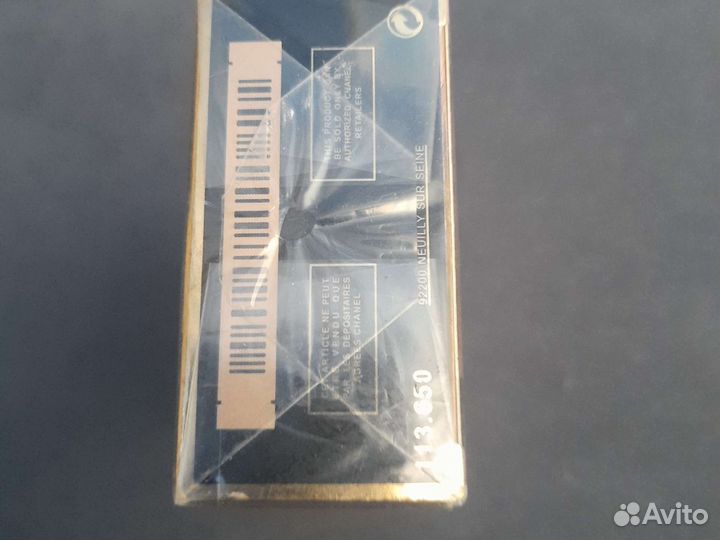 THIS PRODUCT CAN
BE SOLD ONLY BY
AUTHORIZED CHANEL
RETAILERS
CET ARTICLE NE PEUT
ÊTRE VENDU QUE
PAR LES DÉPOSITAIRES
AGRÉÉS CHANEL
92200 NEUILLY SUR SEINE
113.650
Avito